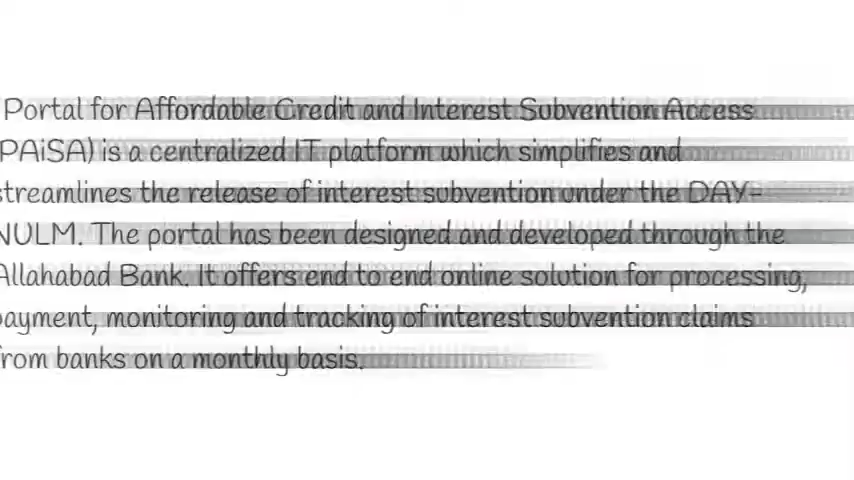 Portal for Affordable Credit and Interest Subvention Access
PAiSA) is a centralized IT platform which simplifies and
streamlines the release of interest subvention under the DAY-
NULM. The portal has been designed and developed through the
Allahabad Bank. It offers end to end online solution for processing,
payment, monitoring and tracking of interest subvention claims
from banks on a monthly basis.